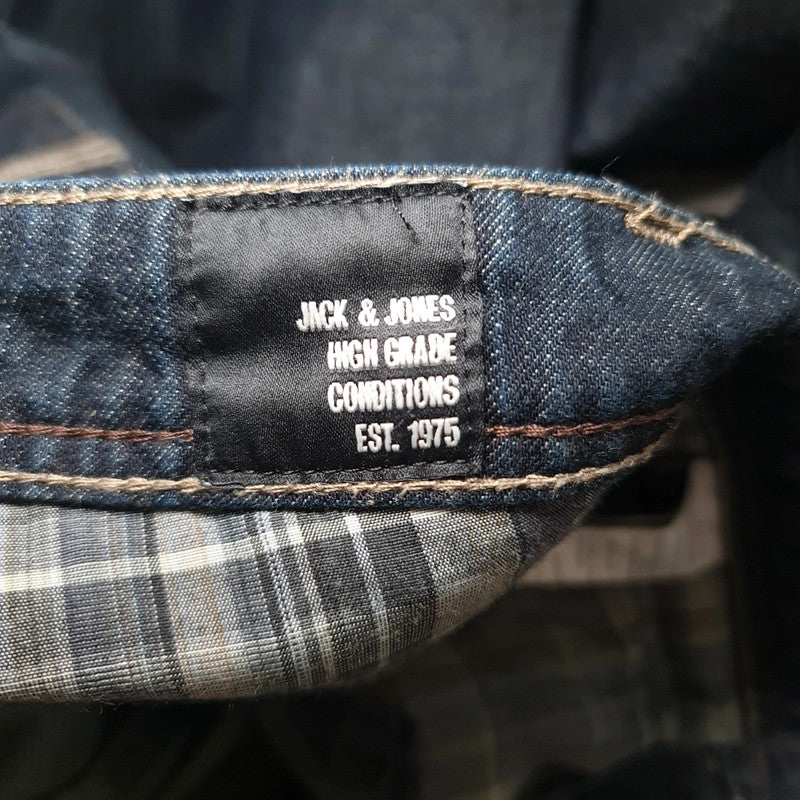 JACK & JONES
HIGH GRADE
CONDITIONS
EST. 1975